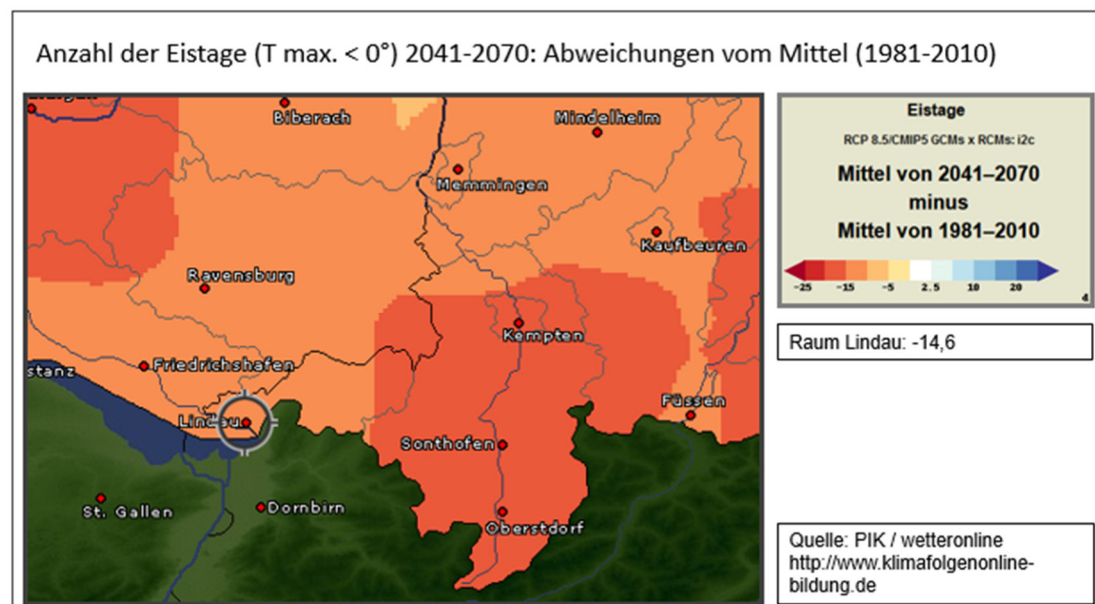 Anzahl der Eistage (T max. < 0°) 2041-2070: Abweichungen vom Mittel (1981-2010)
Biberach
Mindelheim
Memmingen
Kaufbeuren
Ravensburg
Kempten
Friedrichshafen
stanz
Lindau
Füssen
Sonthofen
St. Gallen
Dornbirn
Oberstdorf
Eistage
RCP 8.5/CMIP5 GCMs x RCMs: i2c
Mittel von 2041–2070
minus
Mittel von 1981–2010
−25 −15 −5 2.5 10 20
4
Raum Lindau: -14,6
Quelle: PIK / wetteronline
http://www.klimafolgenonline-
bildung.de